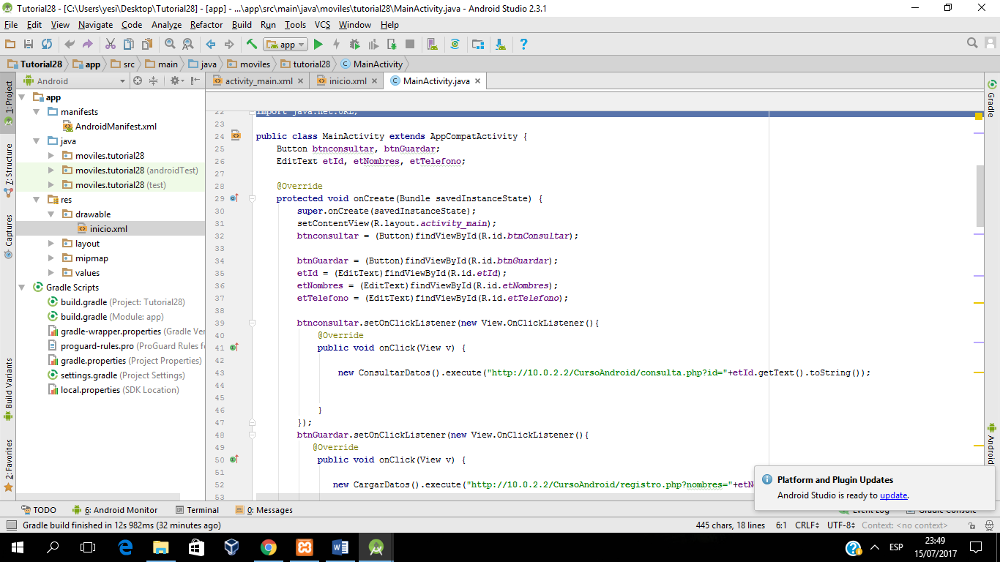 Tutorial28 - [C:\Users\yesi\Desktop\Tutorial28] - [app] - ...\app\src\main\java\moviles\tutorial28\MainActivity.java - Android Studio 2.3.1
File Edit View Navigate Code Analyze Refactor Build Run Tools VCS Window Help
app
Tutorial28 app src main java moviles tutorial28 MainActivity
1: Project
7: Structure
Captures
Build Variants
2: Favorites
Android
app
manifests
AndroidManifest.xml
java
moviles.tutorial28
moviles.tutorial28 (androidTest)
moviles.tutorial28 (test)
res
drawable
inicio.xml
layout
mipmap
values
Gradle Scripts
build.gradle (Project: Tutorial28)
build.gradle (Module: app)
gradle-wrapper.properties (Gradle Ver
proguard-rules.pro (ProGuard Rules f
gradle.properties (Project Properties)
settings.gradle (Project Settings)
local.properties (SDK Location)
activity_main.xml inicio.xml MainActivity.java
22 import java.net.URL;
23
24 public class MainActivity extends AppCompatActivity {
25 Button btnconsultar, btnGuardar;
26 EditText etId, etNombres, etTelefono;
27
28 @Override
29 protected void onCreate(Bundle savedInstanceState) {
30 super.onCreate(savedInstanceState);
31 setContentView(R.layout.activity_main);
32 btnconsultar = (Button)findViewById(R.id.btnConsultar);
33
34 btnGuardar = (Button)findViewById(R.id.btnGuardar);
35 etId = (EditText)findViewById(R.id.etId);
36 etNombres = (EditText)findViewById(R.id.etNombres);
37 etTelefono = (EditText)findViewById(R.id.etTelefono);
38
39 btnconsultar.setOnClickListener(new View.OnClickListener(){
40 @Override
41 public void onClick(View v) {
42
43 new ConsultarDatos().execute("http://10.0.2.2/CursoAndroid/consulta.php?id="+etId.getText().toString());
44
45
46 }
47 });
48 btnGuardar.setOnClickListener(new View.OnClickListener(){
49 @Override
50 public void onClick(View v) {
51
52 new CargarDatos().execute("http://10.0.2.2/CursoAndroid/registro.php?nombres="+etN
53
Gradle
Android
Platform and Plugin Updates
Android Studio is ready to update.
TODO 6: Android Monitor Terminal 0: Messages Event Log Gradle Console
Gradle build finished in 12s 982ms (32 minutes ago) 445 chars, 18 lines 6:1 CRLF UTF-8 Context: <no context>
ESP
23:49
15/07/2017